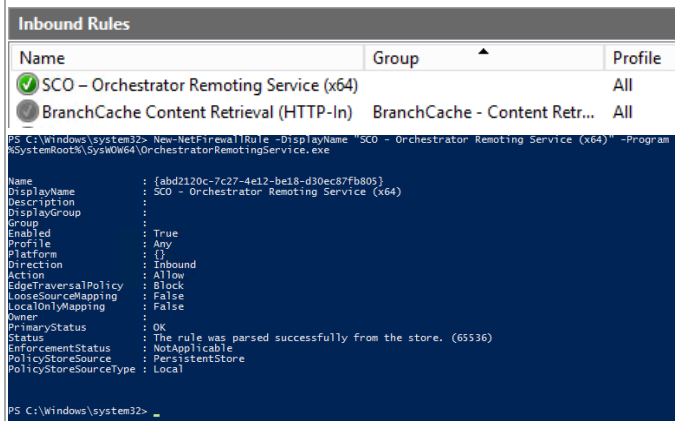 Inbound Rules
Name Group Profile
SCO – Orchestrator Remoting Service (x64) All
BranchCache Content Retrieval (HTTP-In) BranchCache - Content Retr... All
PS C:\Windows\system32> New-NetFirewallRule -DisplayName "SCO - Orchestrator Remoting Service (x64)" -Program
%SystemRoot%\SysWOW64\OrchestratorRemotingService.exe
Name : {abd2120c-7c27-4e12-be18-d30ec87fb805}
DisplayName : SCO - Orchestrator Remoting Service (x64)
Description :
DisplayGroup :
Group :
Enabled : True
Profile : Any
Platform : {}
Direction : Inbound
Action : Allow
EdgeTraversalPolicy : Block
LooseSourceMapping : False
LocalOnlyMapping : False
Owner :
PrimaryStatus : OK
Status : The rule was parsed successfully from the store. (65536)
EnforcementStatus : NotApplicable
PolicyStoreSource : PersistentStore
PolicyStoreSourceType : Local
PS C:\Windows\system32> _